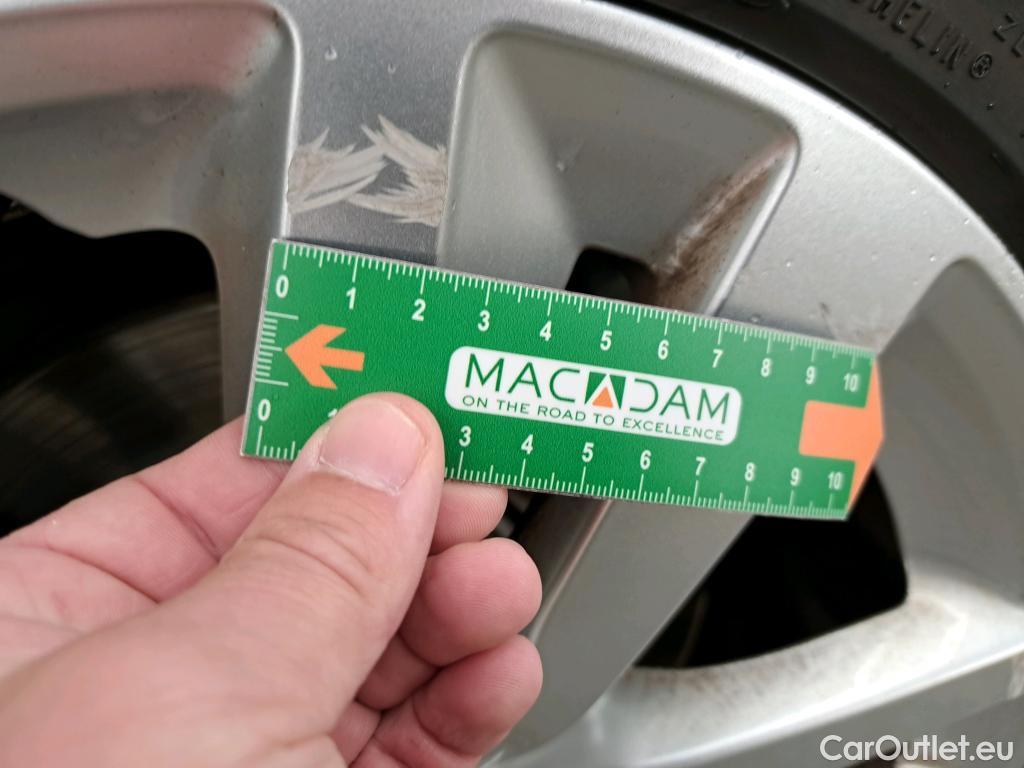 HELIN®
0 1 2 3 4 5 6 7 8 9 10
MACADAM
ON THE ROAD TO EXCELLENCE
0 3 4 5 6 7 8 9 10
CarOutlet.eu